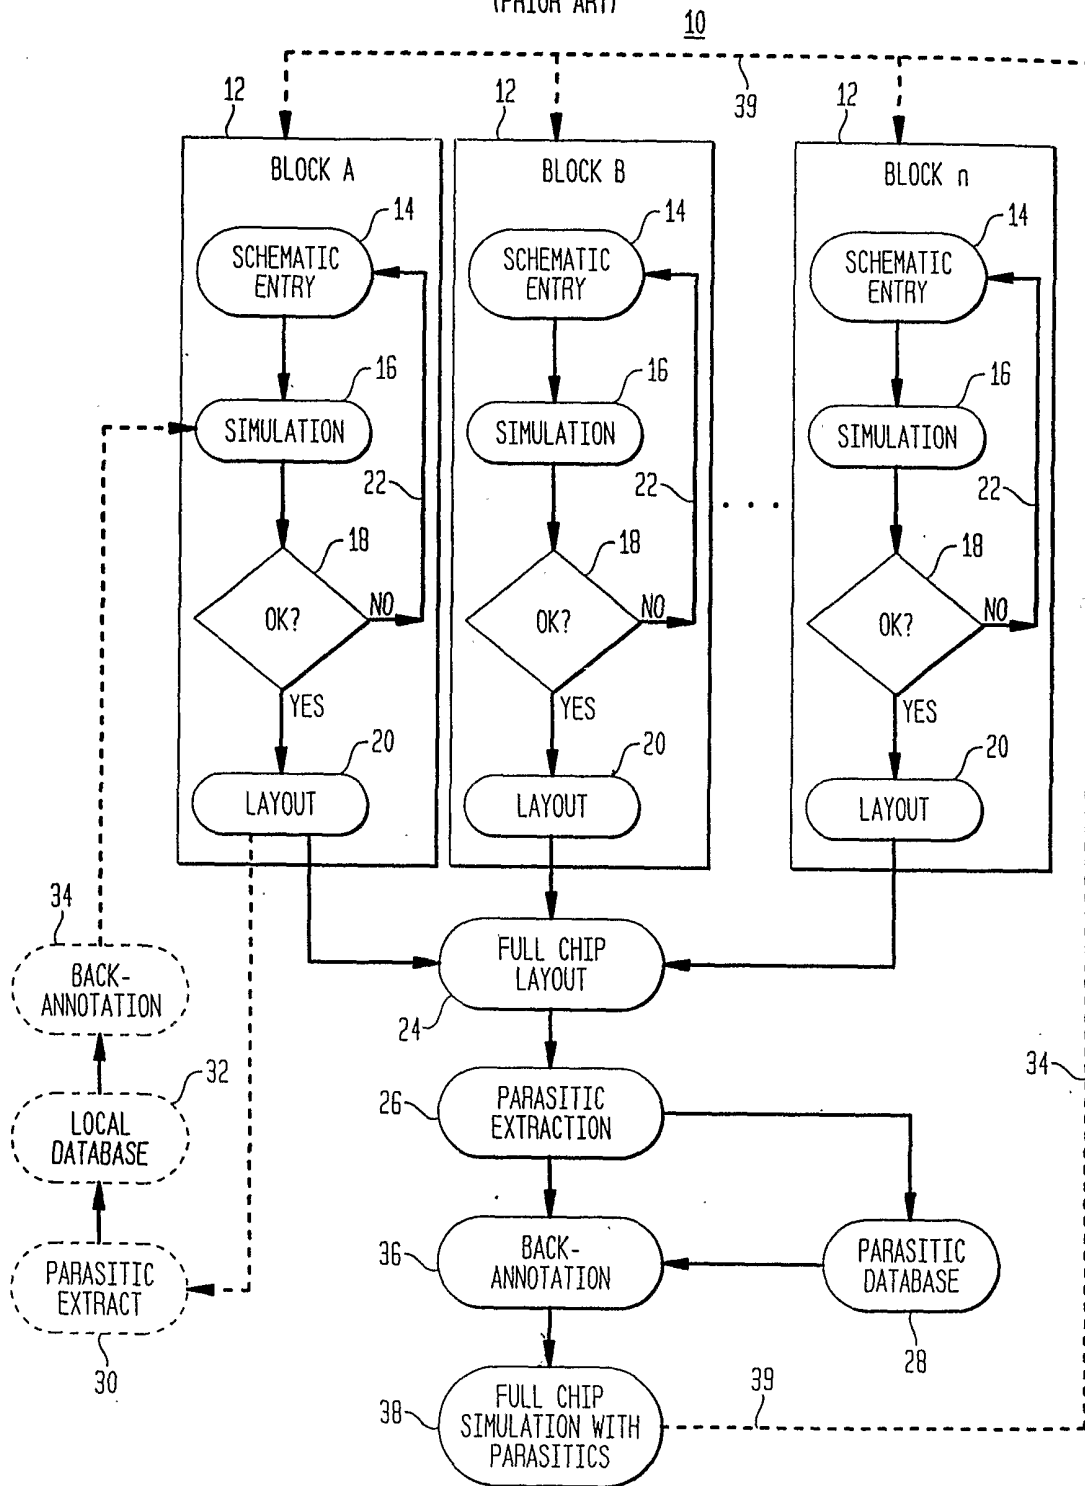 (PRIOR ART)
10
39
12
12
12
BLOCK A
BLOCK B
BLOCK n
14
14
14
SCHEMATIC
ENTRY
SCHEMATIC
ENTRY
SCHEMATIC
ENTRY
16
16
16
SIMULATION
SIMULATION
SIMULATION
22
22
22
. . .
18
18
18
OK?
NO
OK?
NO
OK?
NO
YES
YES
YES
20
20
20
LAYOUT
LAYOUT
LAYOUT
34
BACK-
ANNOTATION
FULL CHIP
LAYOUT
24
32
LOCAL
DATABASE
26
PARASITIC
EXTRACTION
34
PARASITIC
EXTRACT
30
36
BACK-
ANNOTATION
PARASITIC
DATABASE
28
38
FULL CHIP
SIMULATION WITH
PARASITICS
39